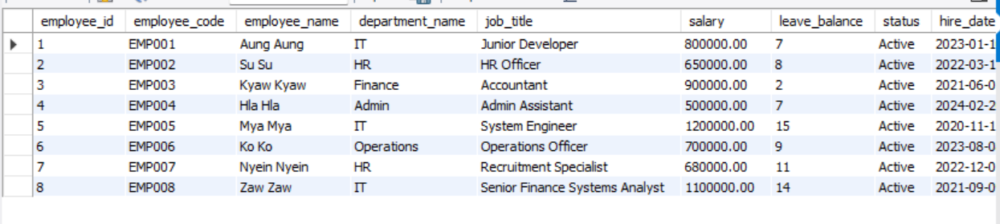 employee_id employee_code employee_name department_name job_title salary leave_balance status hire_date
1 EMP001 Aung Aung IT Junior Developer 800000.00 7 Active 2023-01-1
2 EMP002 Su Su HR HR Officer 650000.00 8 Active 2022-03-1
3 EMP003 Kyaw Kyaw Finance Accountant 900000.00 2 Active 2021-06-0
4 EMP004 Hla Hla Admin Admin Assistant 500000.00 7 Active 2024-02-2
5 EMP005 Mya Mya IT System Engineer 1200000.00 15 Active 2020-11-1
6 EMP006 Ko Ko Operations Operations Officer 700000.00 9 Active 2023-08-0
7 EMP007 Nyein Nyein HR Recruitment Specialist 680000.00 11 Active 2022-12-0
8 EMP008 Zaw Zaw IT Senior Finance Systems Analyst 1100000.00 14 Active 2021-09-0